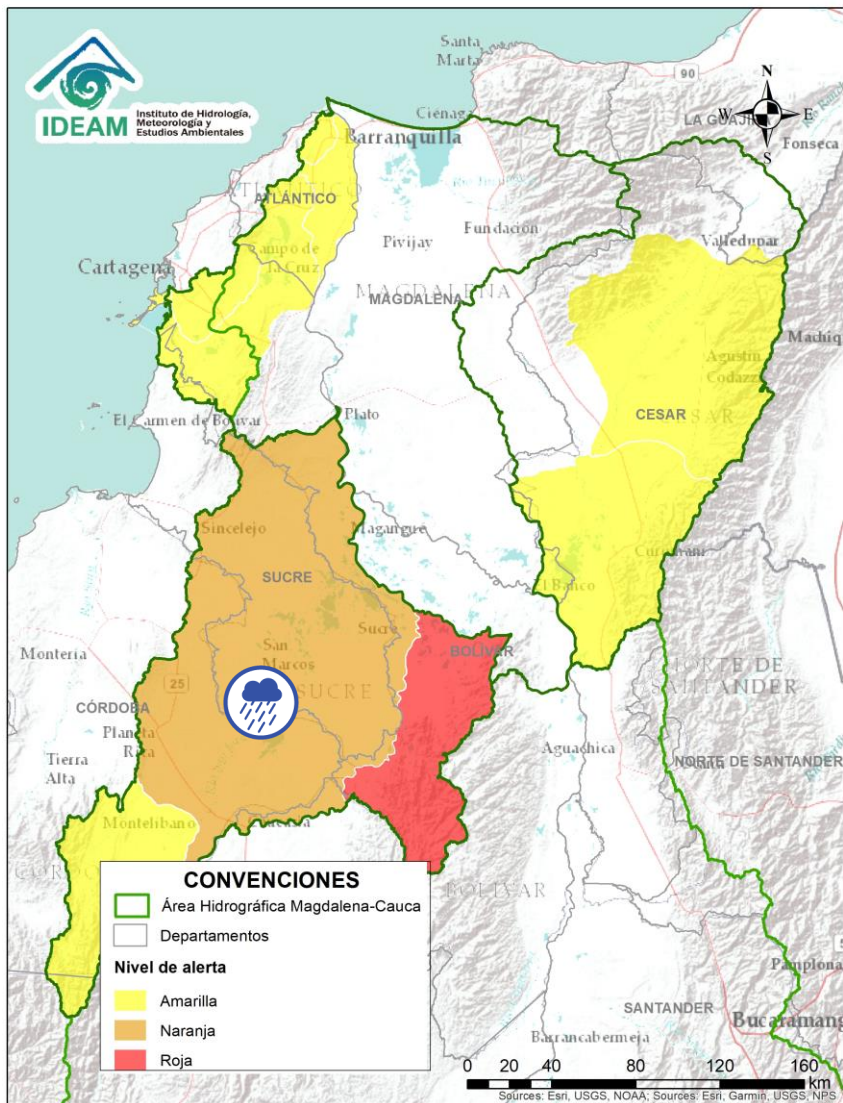 IDEAM
Instituto de Hidrología,
Meteorología y
Estudios Ambientales
Santa
Marta
90
N
W
E
S
LA GUAJIRA
Fonseca
Ciénaga
Barranquilla
ATLÁNTICO
ATLÁNTICO
Fundación
Pivijay
Valledupar
Campo de
la Cruz
Cartagena
MAGDALENA
MAGDALENA
Agustín
Codazzi
CESAR
El Carmen de Bolívar
Plato
Sincelejo
Magangué
El Banco
SUCRE
Sucre
San
Marcos
BOLÍVAR
SUCRE
NORTE DE
SANTANDER
Montería
25
CÓRDOBA
Planeta
Rica
Aguachica
NORTE DE SANTANDER
Tierra
Alta
Montelíbano
BOLÍVAR
CONVENCIONES
Área Hidrográfica Magdalena-Cauca
Departamentos
Nivel de alerta
Amarilla
Naranja
Roja
Pamplona
SANTANDER
Bucaramang
Barrancabermeja
0 20 40 80 120 160
km
Sources: Esri, USGS, NOAA; Sources: Esri, Garmin, USGS, NPS